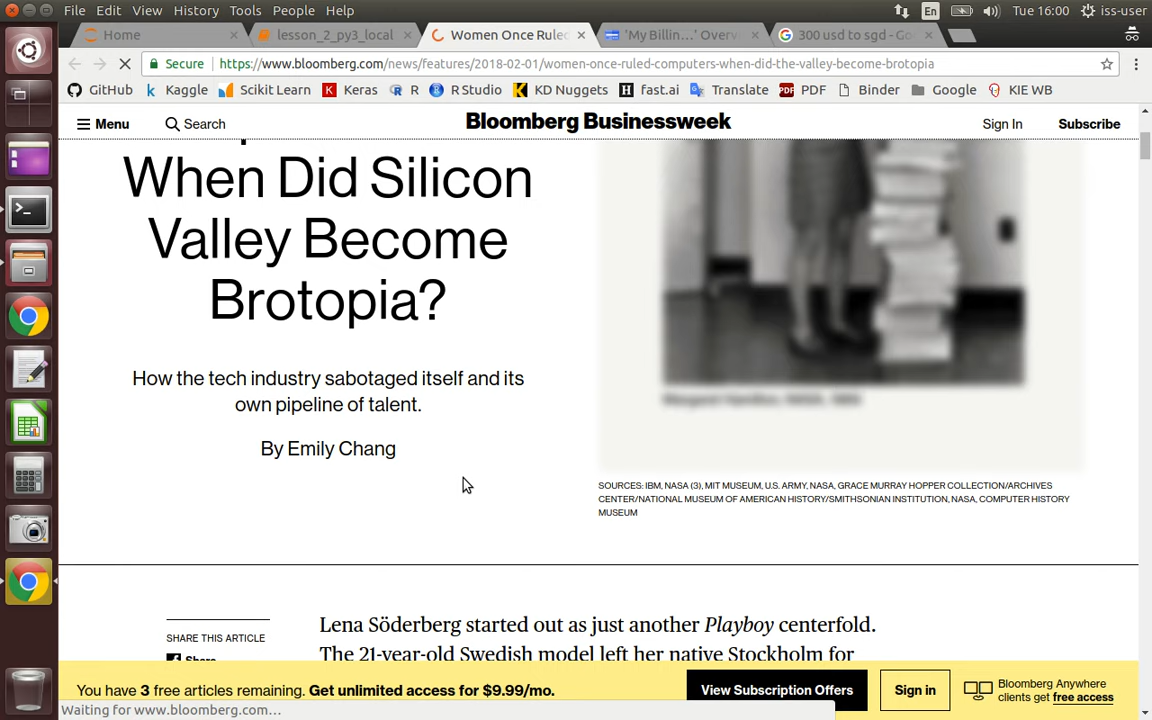 File Edit View History Tools People Help
En Tue 16:00 iss-user
Home lesson_2_py3_local Women Once Rule 'My Billin...' Overv 300 usd to sgd - Go
Secure https://www.bloomberg.com/news/features/2018-02-01/women-once-ruled-computers-when-did-the-valley-become-brotopia
GitHub Kaggle Scikit Learn Keras R R Studio KD Nuggets fast.ai Translate PDF Binder Google KIE WB
Menu Search Bloomberg Businessweek Sign In Subscribe
When Did Silicon
Valley Become
Brotopia?
How the tech industry sabotaged itself and its
own pipeline of talent.
By Emily Chang
Margaret Hamilton, NASA, 1969
SOURCES: IBM, NASA (3), MIT MUSEUM, U.S. ARMY, NASA, GRACE MURRAY HOPPER COLLECTION/ARCHIVES
CENTER/NATIONAL MUSEUM OF AMERICAN HISTORY/SMITHSONIAN INSTITUTION, NASA, COMPUTER HISTORY
MUSEUM
SHARE THIS ARTICLE
Share
Lena Söderberg started out as just another Playboy centerfold.
The 21-year-old Swedish model left her native Stockholm for
You have 3 free articles remaining. Get unlimited access for $9.99/mo.
View Subscription Offers
Sign in
Bloomberg Anywhere
clients get free access
Waiting for www.bloomberg.com...